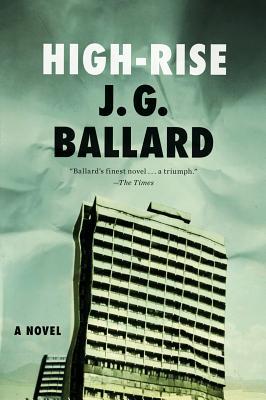 HIGH-RISE
J. G.
BALLARD
"Ballard's finest novel . . . a triumph."
—The Times
A NOVEL